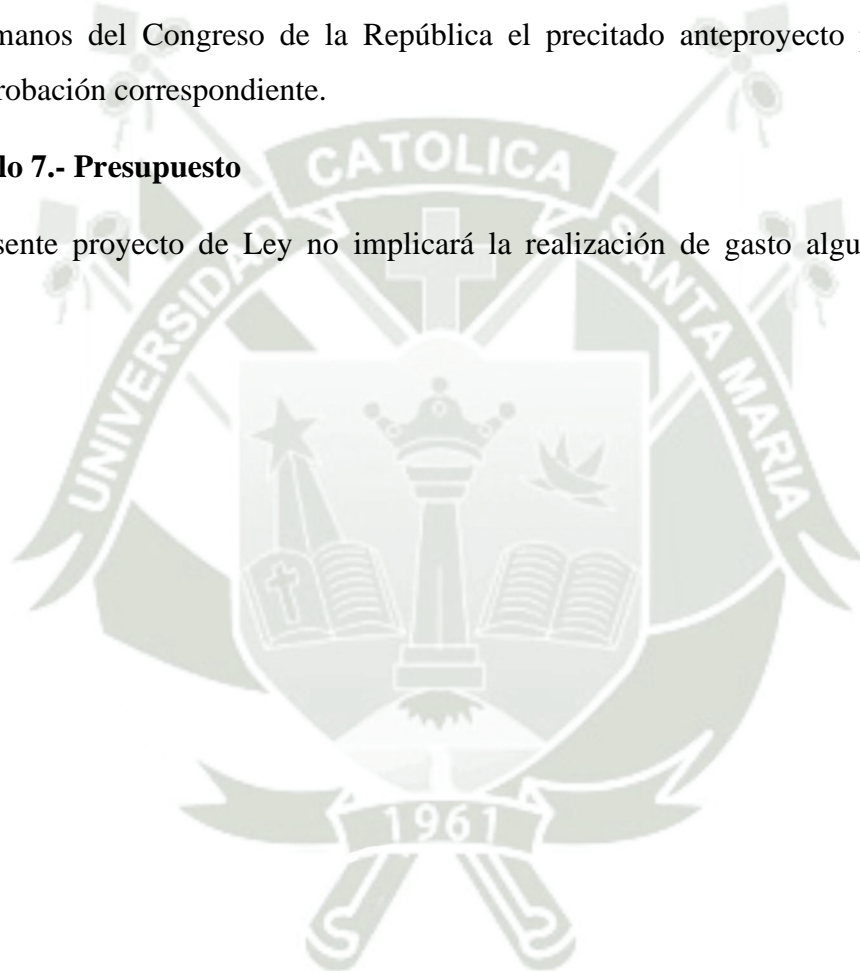 manos del Congreso de la República el precitado anteproyecto
robación correspondiente.
lo 7.- Presupuesto
sente proyecto de Ley no implicará la realización de gasto algu
UNIVERSIDAD CATOLICA SANTA MARIA
1961